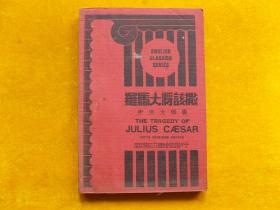 ENGLISH
CLASSICS
SERIES
羅馬大將該撒
THE TRAGEDY OF
JULIUS CÆSAR
WITH CHINESE NOTES